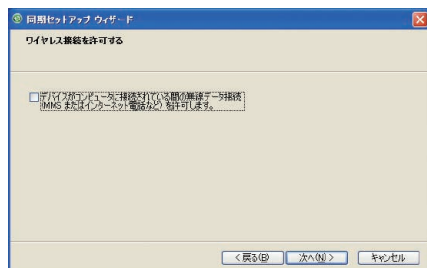 同期セットアップ ウィザード
ワイヤレス接続を許可する
デバイスがコンピュータに接続されている間の無線データ接続
(MMS またはインターネット電話など) を許可します。
< 戻る(B)
次へ(N) >
キャンセル